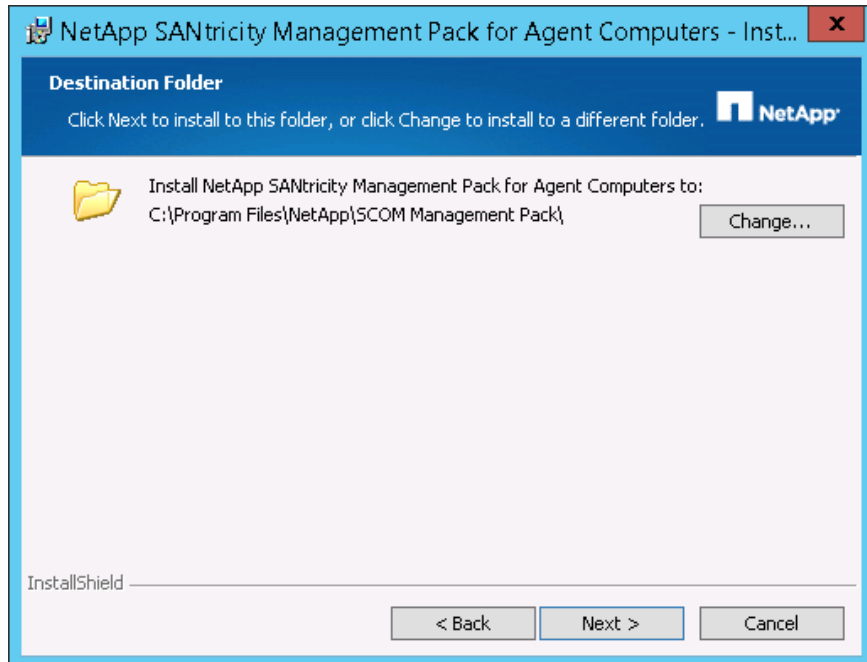 NetApp SANtricity Management Pack for Agent Computers - Inst...
Destination Folder
Click Next to install to this folder, or click Change to install to a different folder.
NetApp
Install NetApp SANtricity Management Pack for Agent Computers to:
C:\Program Files\NetApp\SCOM Management Pack\
Change...
InstallShield
< Back
Next >
Cancel